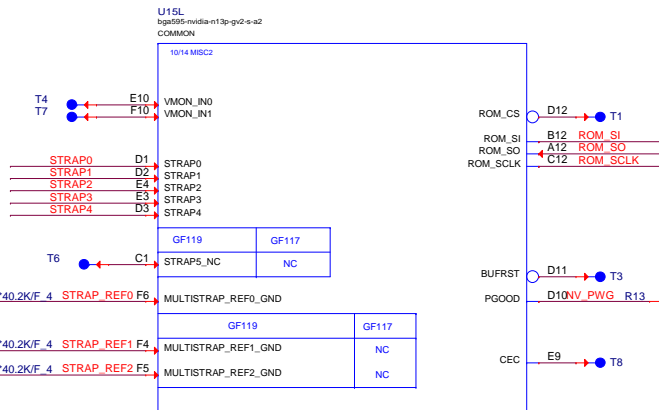 U15L
bga595-nvidia-n13p-gv2-s-a2
COMMON
10/14 MISC2
T4 E10 VMON_IN0
T7 F10 VMON_IN1
ROM_CS D12 T1
ROM_SI B12 ROM_SI
ROM_SO A12 ROM_SO
ROM_SCLK C12 ROM_SCLK
STRAP0 D1 STRAP0
STRAP1 D2 STRAP1
STRAP2 E4 STRAP2
STRAP3 E3 STRAP3
STRAP4 D3 STRAP4
GF119 GF117
T6 C1 STRAP5_NC NC
BUFRST D11 T3
*40.2K/F_4 STRAP_REF0 F6 MULTISTRAP_REF0_GND
PGOOD D10 NV_PWG R13
GF119 GF117
*40.2K/F_4 STRAP_REF1 F4 MULTISTRAP_REF1_GND NC
CEC E9 T8
*40.2K/F_4 STRAP_REF2 F5 MULTISTRAP_REF2_GND NC